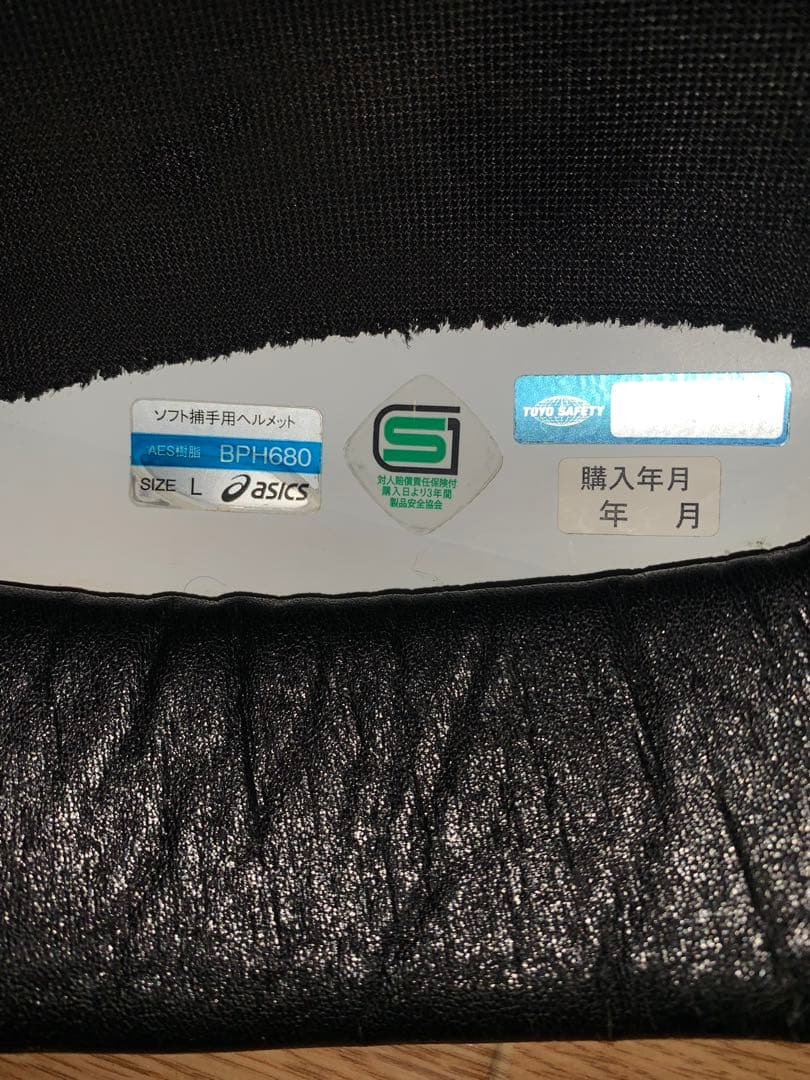 ソフト捕手用ヘルメット
AES樹脂 BPH680
SIZE L asics
SG
対人賠償責任保険付
購入日より3年間
製品安全協会
TOYO SAFETY
購入年月
年 月